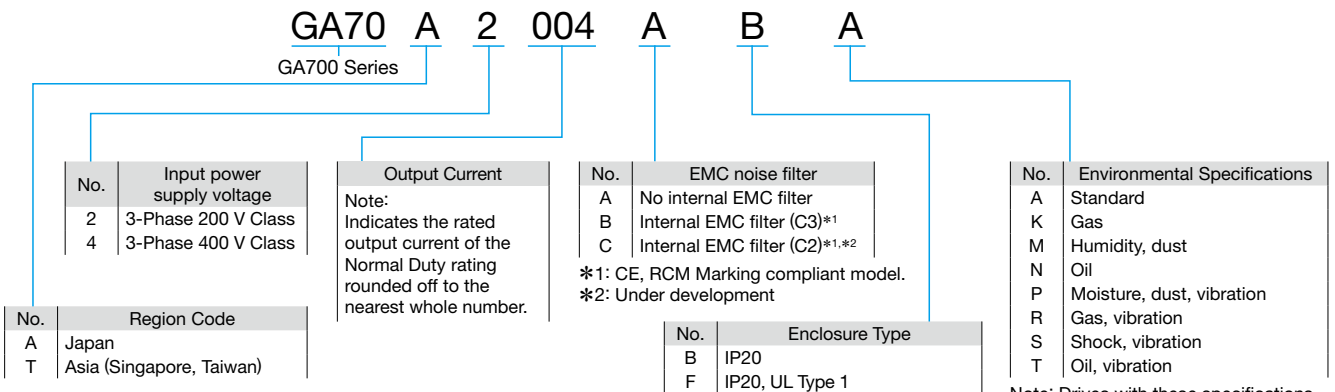 GA70 A 2 004 A B A
GA700 Series
No. Input power supply voltage
2 3-Phase 200 V Class
4 3-Phase 400 V Class
Output Current
Note:
Indicates the rated
output current of the
Normal Duty rating
rounded off to the
nearest whole number.
No. EMC noise filter
A No internal EMC filter
B Internal EMC filter (C3)*1
C Internal EMC filter (C2)*1,*2
*1: CE, RCM Marking compliant model.
*2: Under development
No. Environmental Specifications
A Standard
K Gas
M Humidity, dust
N Oil
P Moisture, dust, vibration
R Gas, vibration
S Shock, vibration
T Oil, vibration
Note: Drives with these specifications
No. Region Code
A Japan
T Asia (Singapore, Taiwan)
No. Enclosure Type
B IP20
F IP20, UL Type 1